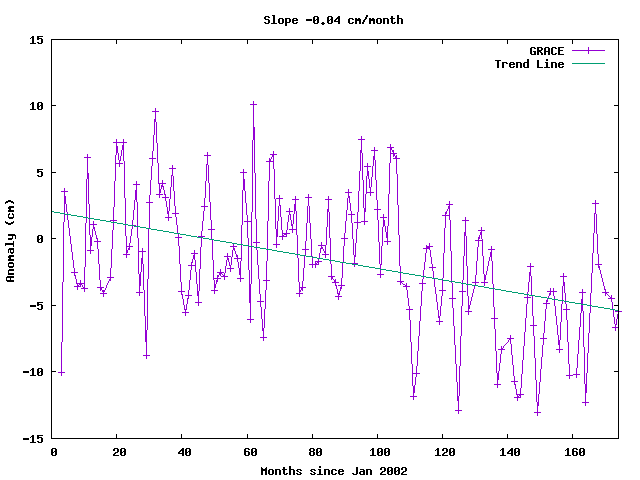 Slope -0.04 cm/month
GRACE
Trend Line
15
10
5
0
-5
-10
-15
Anomaly (cm)
0 20 40 60 80 100 120 140 160
Months since Jan 2002